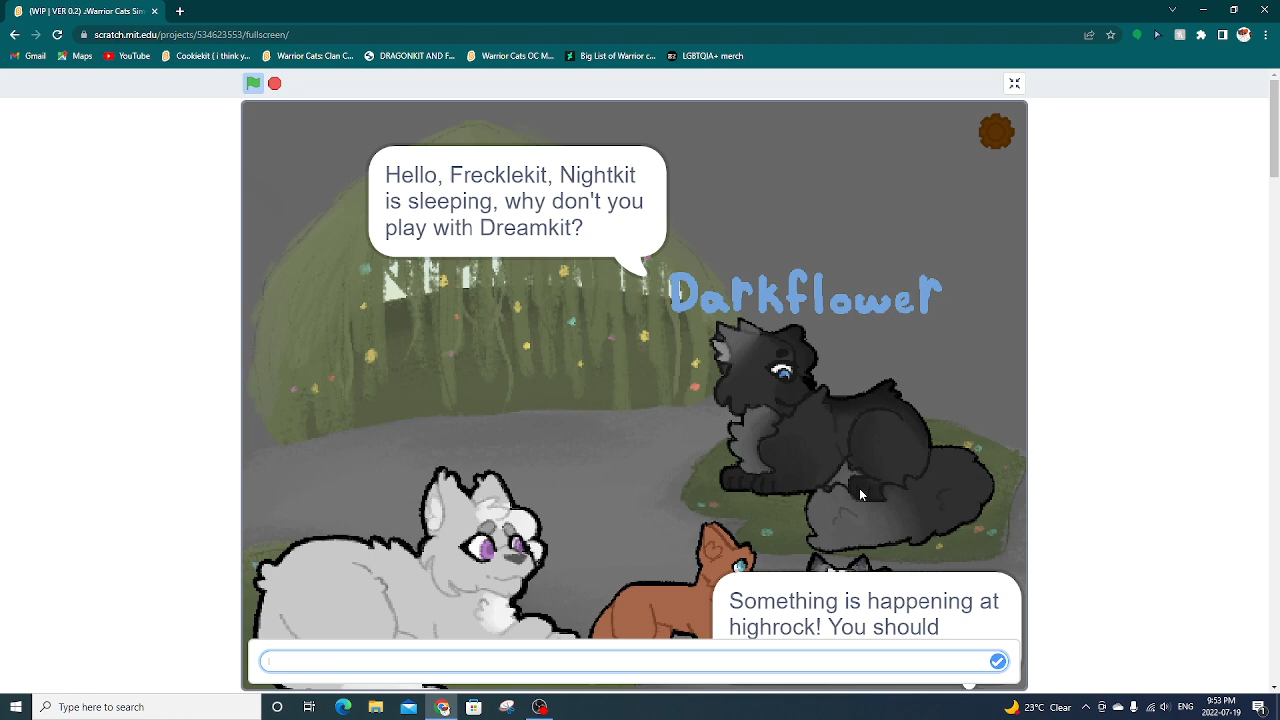 (WIP | VER 0.2) :Warrior Cats Sim
scratch.mit.edu/projects/534623553/fullscreen/
Gmail
Maps
YouTube
Cookiekit ( i think y...
Warrior Cats: Clan C...
DRAGONKIT AND F...
Warrior Cats OC M...
Big List of Warrior c...
LGBTQIA+ merch
Hello, Frecklekit, Nightkit
is sleeping, why don't you
play with Dreamkit?
Darkflower
Something is happening at
highrock! You should
Type here to search
23°C Clear
ENG
9:53 PM
2022-07-19